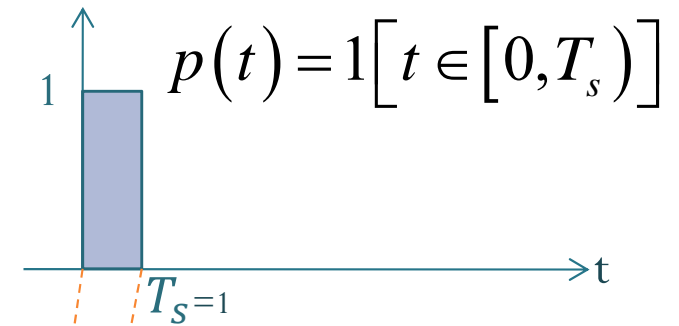 p(t) = 1[t ∈ [0, T_s)]
1
t
T_s=1